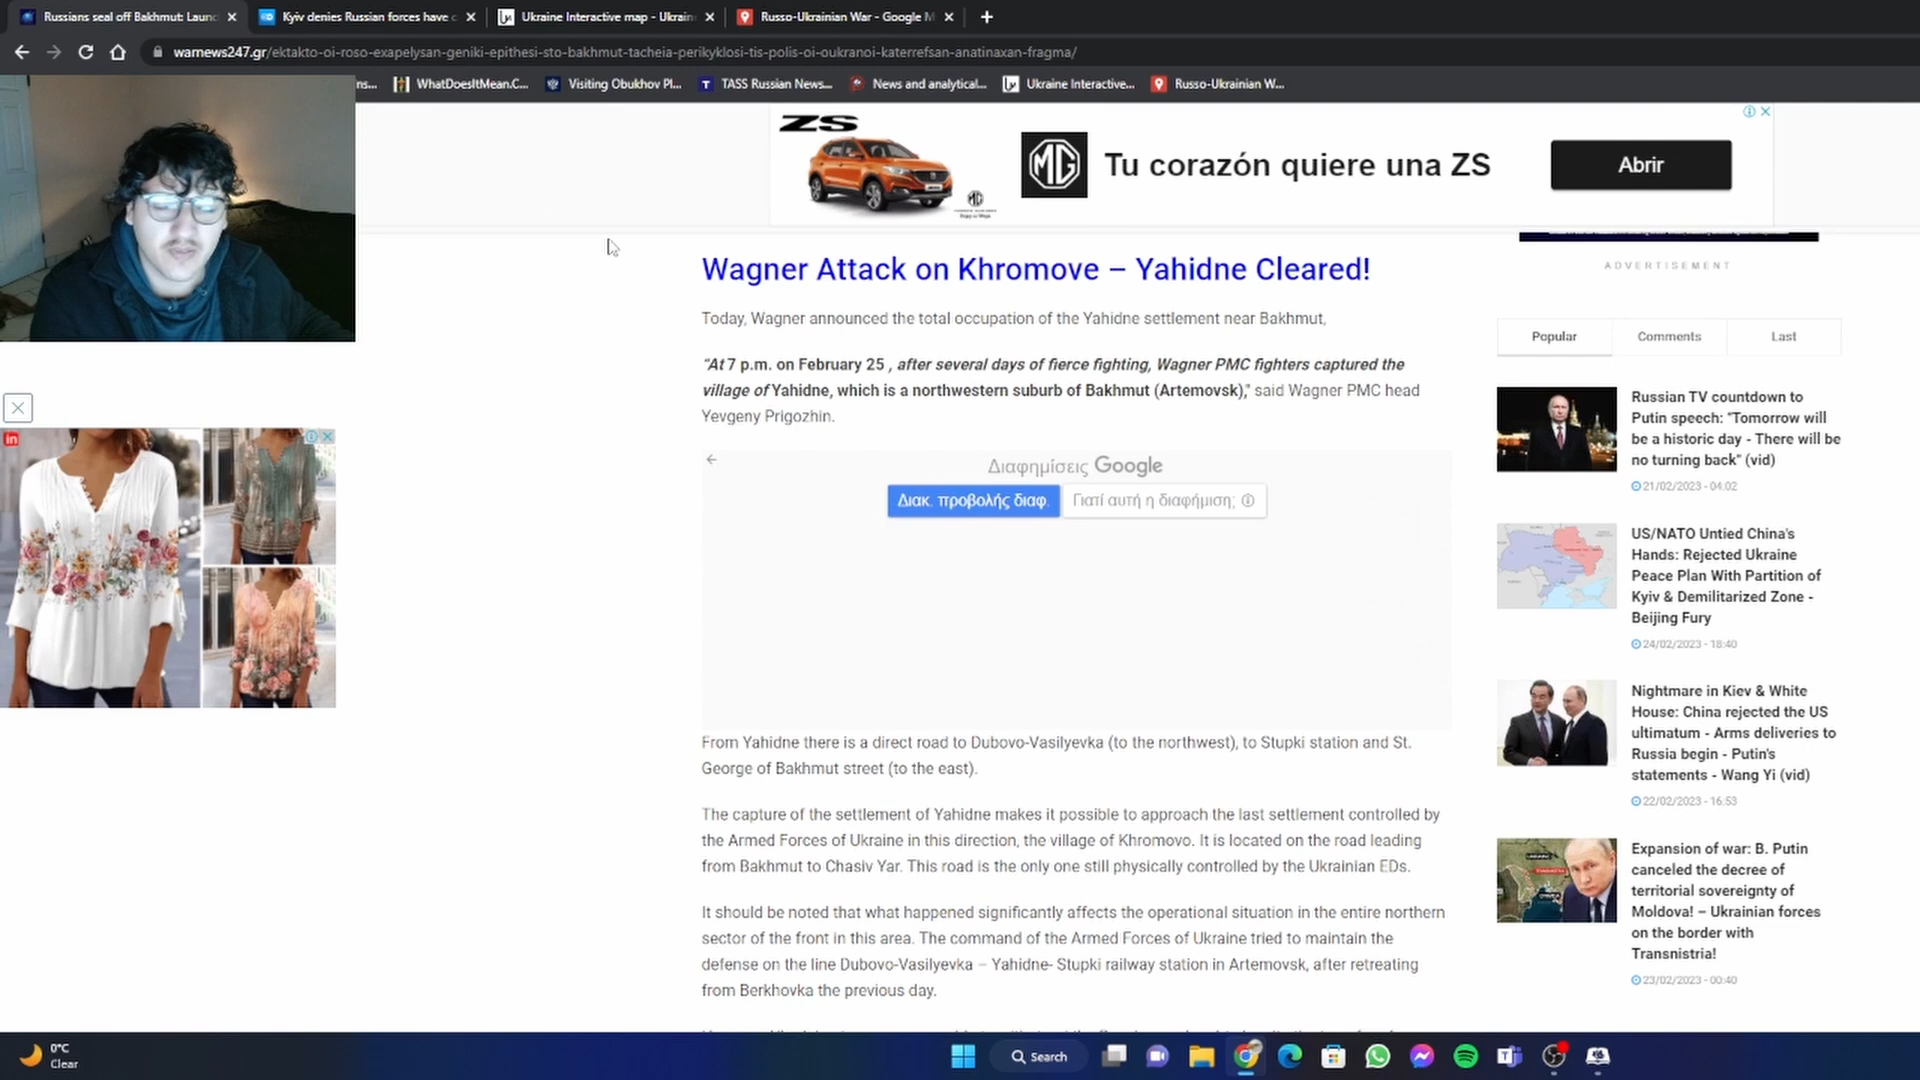 Russians seal off Bakhmut: Laun
Kyiv denies Russian forces have c
Ukraine Interactive map - Ukrain
Russo-Ukrainian War - Google M
warnews247.gr/ektakto-oi-roso-exapelysan-geniki-epithesi-sto-bakhmut-tacheia-perikyklosi-tis-polis-oi-oukranoi-katerrefsan-anatinaxan-fragma/
ns...
WhatDoesItMean.C...
Visiting Obukhov Pl...
TASS Russian News...
News and analytical...
Ukraine Interactive...
Russo-Ukrainian W...
ZS
MG
Tu corazón quiere una ZS
Abrir
ADVERTISEMENT
Wagner Attack on Khromove – Yahidne Cleared!
Today, Wagner announced the total occupation of the Yahidne settlement near Bakhmut,
"At 7 p.m. on February 25 , after several days of fierce fighting, Wagner PMC fighters captured the
village of Yahidne, which is a northwestern suburb of Bakhmut (Artemovsk)," said Wagner PMC head
Yevgeny Prigozhin.
Διαφημίσεις Google
Διακ. προβολής διαφ.
Γιατί αυτή η διαφήμιση;
From Yahidne there is a direct road to Dubovo-Vasilyevka (to the northwest), to Stupki station and St.
George of Bakhmut street (to the east).
The capture of the settlement of Yahidne makes it possible to approach the last settlement controlled by
the Armed Forces of Ukraine in this direction, the village of Khromovo. It is located on the road leading
from Bakhmut to Chasiv Yar. This road is the only one still physically controlled by the Ukrainian EDs.
It should be noted that what happened significantly affects the operational situation in the entire northern
sector of the front in this area. The command of the Armed Forces of Ukraine tried to maintain the
defense on the line Dubovo-Vasilyevka – Yahidne- Stupki railway station in Artemovsk, after retreating
from Berkhovka the previous day.
Popular
Comments
Last
Russian TV countdown to
Putin speech: "Tomorrow will
be a historic day - There will be
no turning back" (vid)
21/02/2023 - 04:02
US/NATO Untied China's
Hands: Rejected Ukraine
Peace Plan With Partition of
Kyiv & Demilitarized Zone -
Beijing Fury
24/02/2023 - 18:40
Nightmare in Kiev & White
House: China rejected the US
ultimatum - Arms deliveries to
Russia begin - Putin's
statements - Wang Yi (vid)
22/02/2023 - 16:53
Expansion of war: B. Putin
canceled the decree of
territorial sovereignty of
Moldova! – Ukrainian forces
on the border with
Transnistria!
23/02/2023 - 00:40
in
0°C
Clear
Search